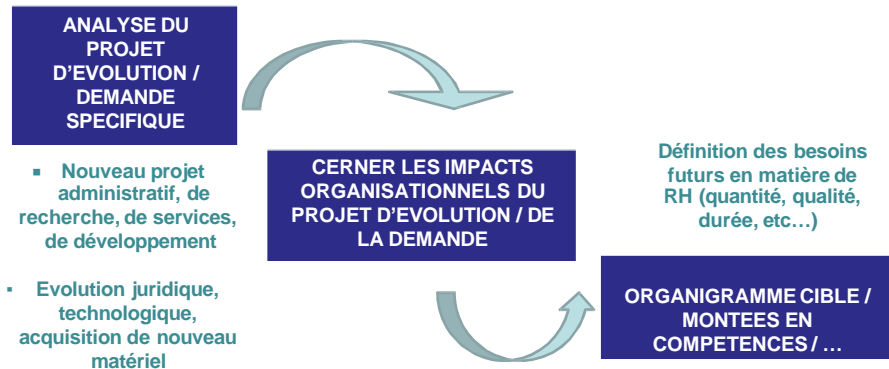 ANALYSE DU
PROJET
D'EVOLUTION /
DEMANDE
SPECIFIQUE
▪ Nouveau projet
administratif, de
recherche, de services,
de développement
▪ Evolution juridique,
technologique,
acquisition de nouveau
matériel
CERNER LES IMPACTS
ORGANISATIONNELS DU
PROJET D'EVOLUTION / DE
LA DEMANDE
Définition des besoins
futurs en matière de
RH (quantité, qualité,
durée, etc…)
ORGANIGRAMME CIBLE /
MONTEES EN
COMPETENCES / …